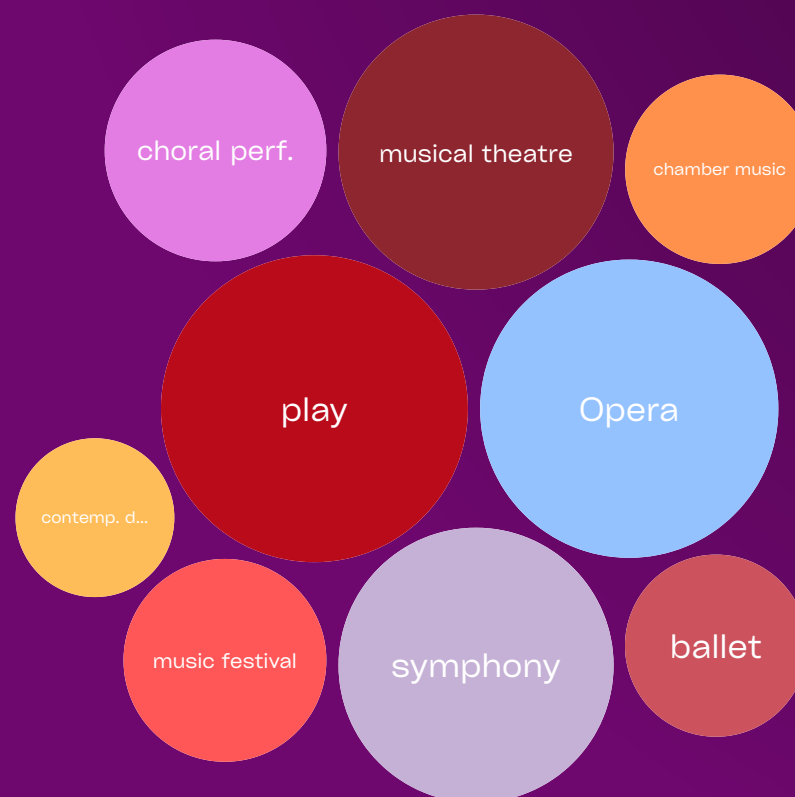 choral perf.
musical theatre
chamber music
play
Opera
contemp. d...
music festival
symphony
ballet